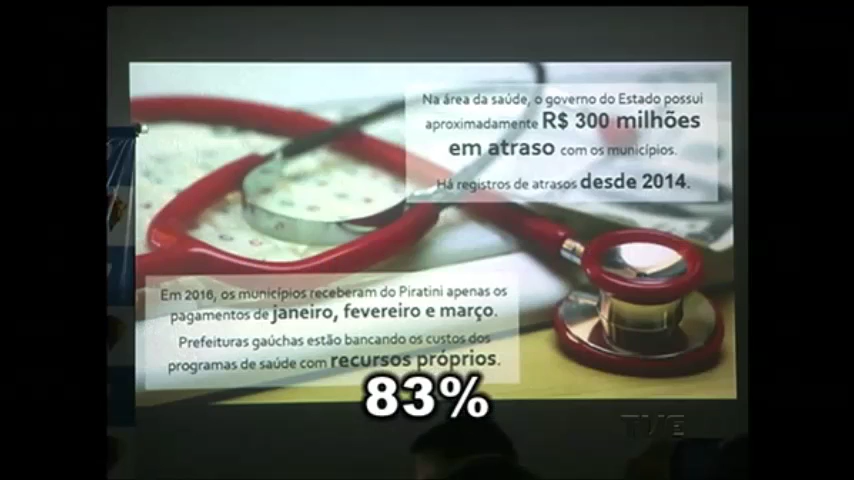 Na área da saúde, o governo do Estado possui
aproximadamente R$ 300 milhões
em atraso com os municípios.
Há registros de atrasos desde 2014.
Em 2016, os municípios receberam do Piratini apenas os
pagamentos de janeiro, fevereiro e março.
Prefeituras gaúchas estão bancando os custos dos
programas de saúde com recursos próprios.
83%
TVE